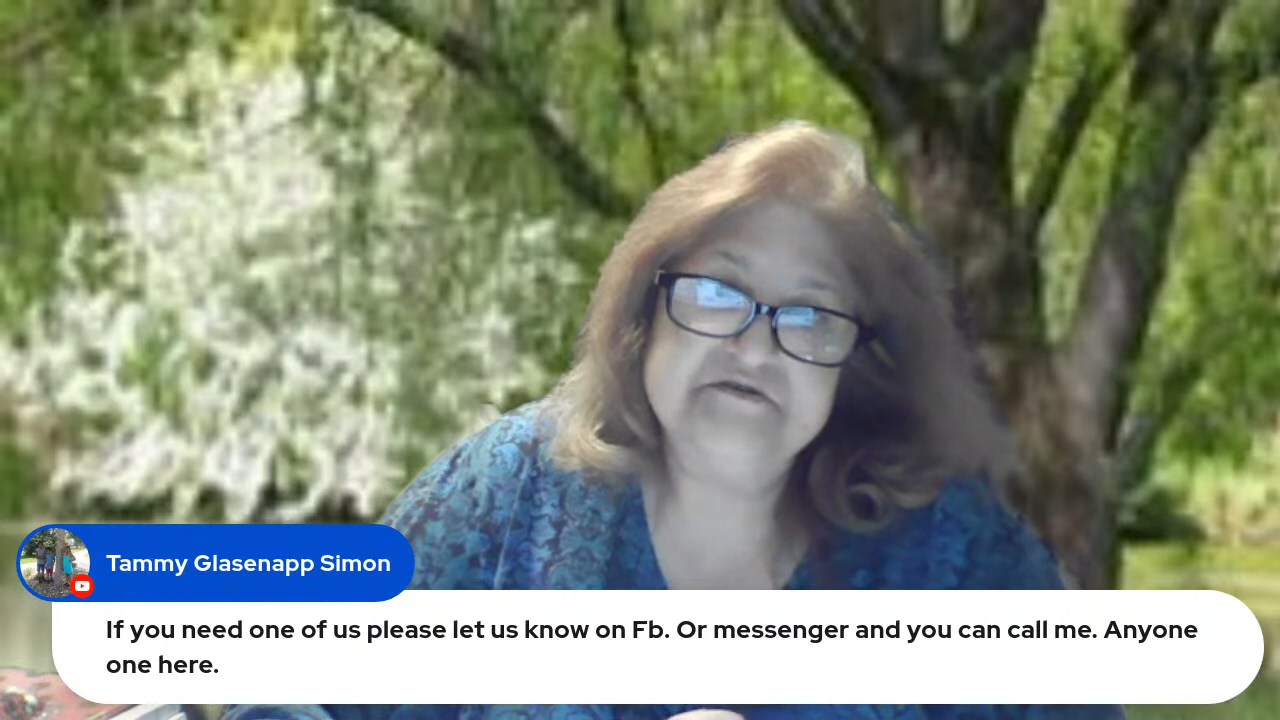 Tammy Glasenapp Simon
If you need one of us please let us know on Fb. Or messenger and you can call me. Anyone
one here.